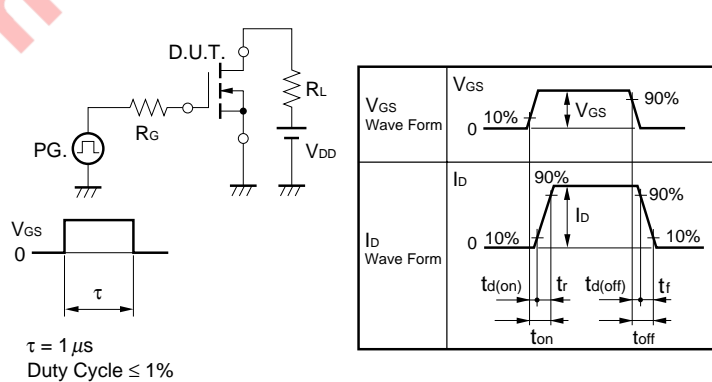 D.U.T.
RL
RG
PG.
VDD
VGS
0
τ
τ = 1 μs
Duty Cycle ≤ 1%
VGS
Wave Form
VGS
0
10%
VGS
90%
ID
Wave Form
ID
0
10%
90%
ID
90%
10%
td(on)
tr
td(off)
tf
ton
toff